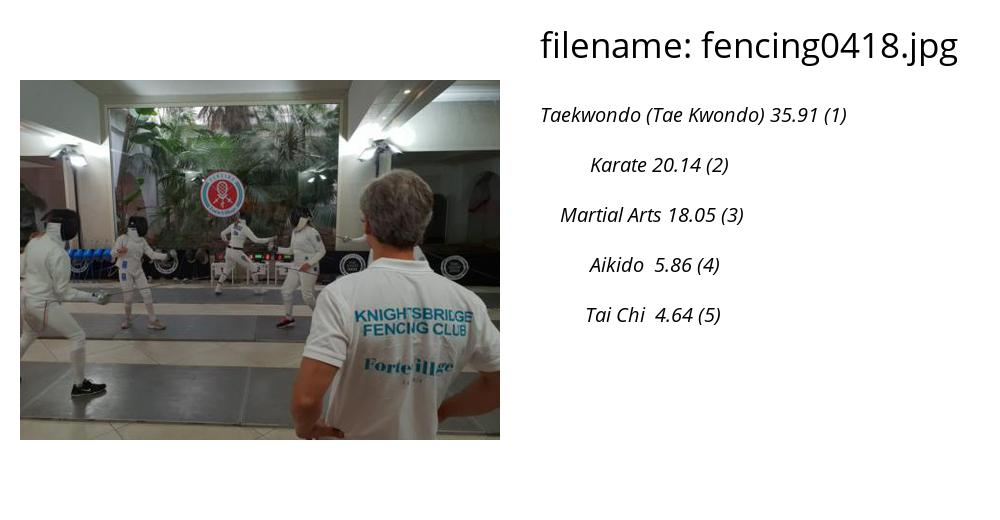 filename: fencing0418.jpg
Taekwondo (Tae Kwondo) 35.91 (1)
Karate 20.14 (2)
Martial Arts 18.05 (3)
Aikido 5.86 (4)
Tai Chi 4.64 (5)
KNIGHTSBRIDGE
FENCING CLUB
Forte Village